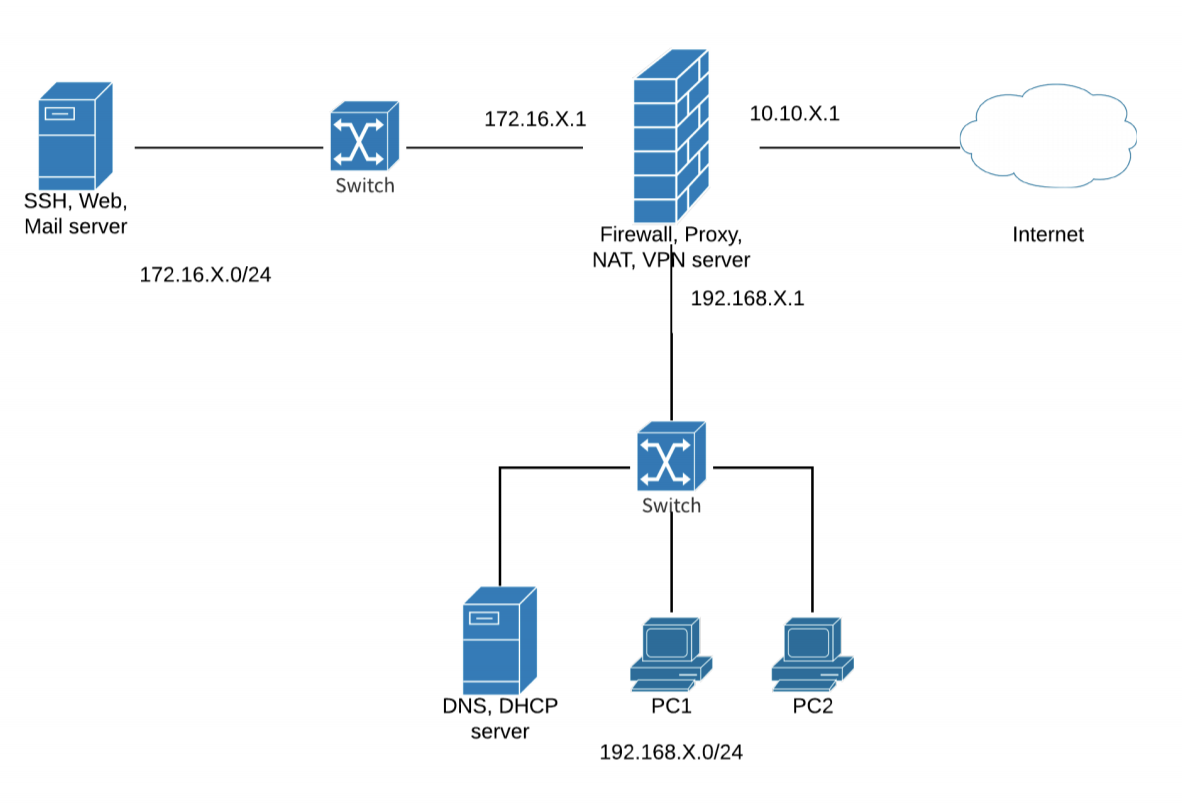 172.16.X.1
10.10.X.1
Switch
SSH, Web,
Mail server
Firewall, Proxy,
NAT, VPN server
Internet
172.16.X.0/24
192.168.X.1
Switch
DNS, DHCP
server
PC1
PC2
192.168.X.0/24